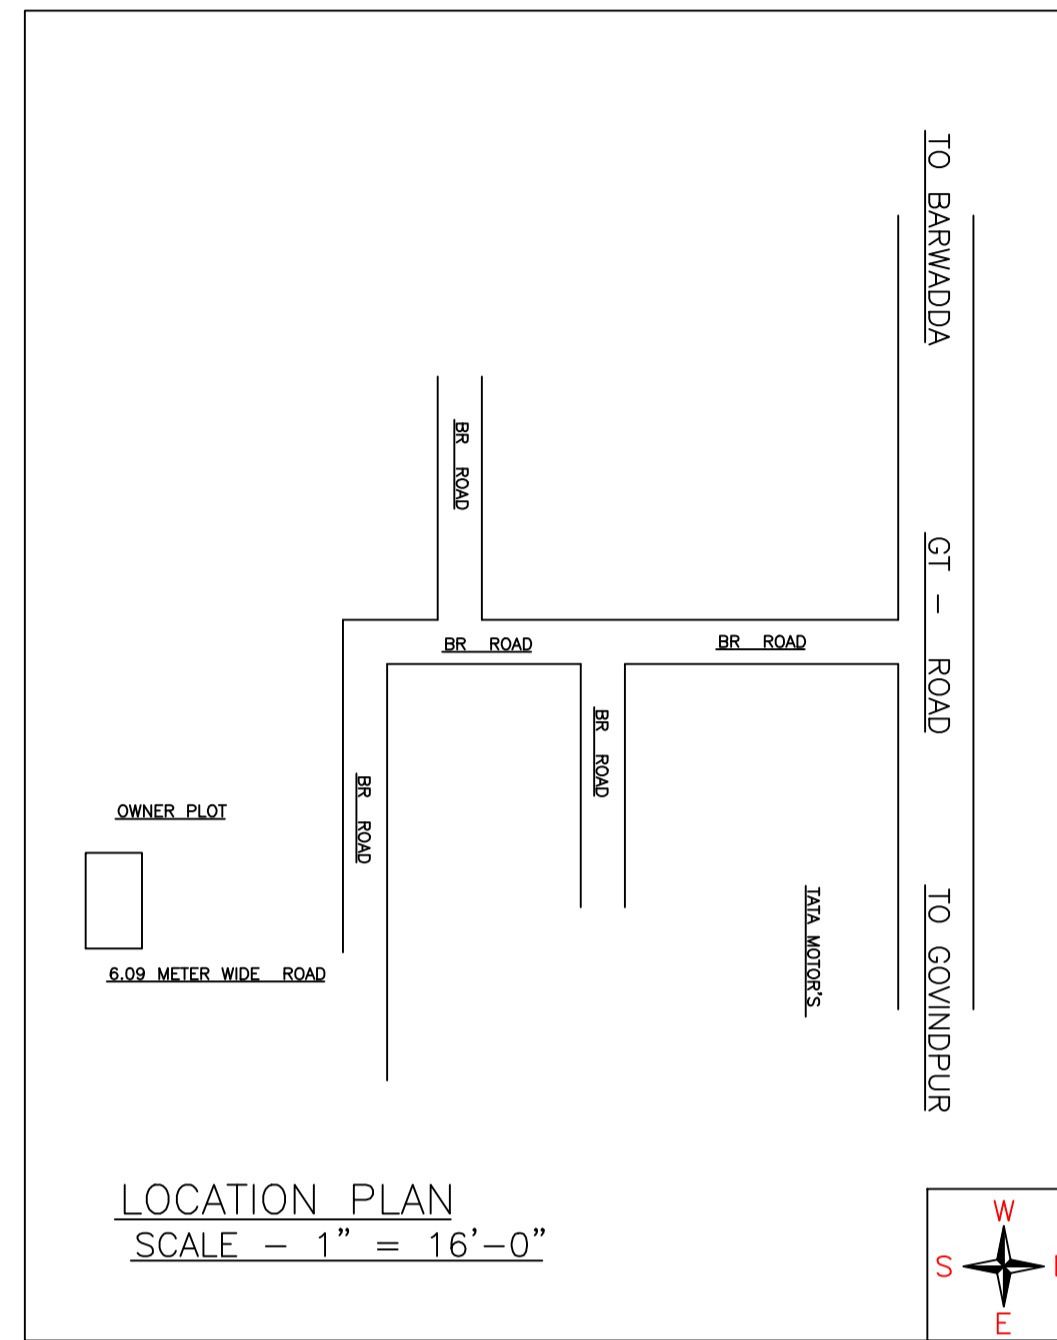 TO BARWADDA
GT - ROAD
TO GOVINDPUR
BR ROAD
BR ROAD
BR ROAD
BR ROAD
BR ROAD
OWNER PLOT
6.09 METER WIDE ROAD
TATA MOTOR'S
LOCATION PLAN
SCALE - 1" = 16'-0"
W
S
E